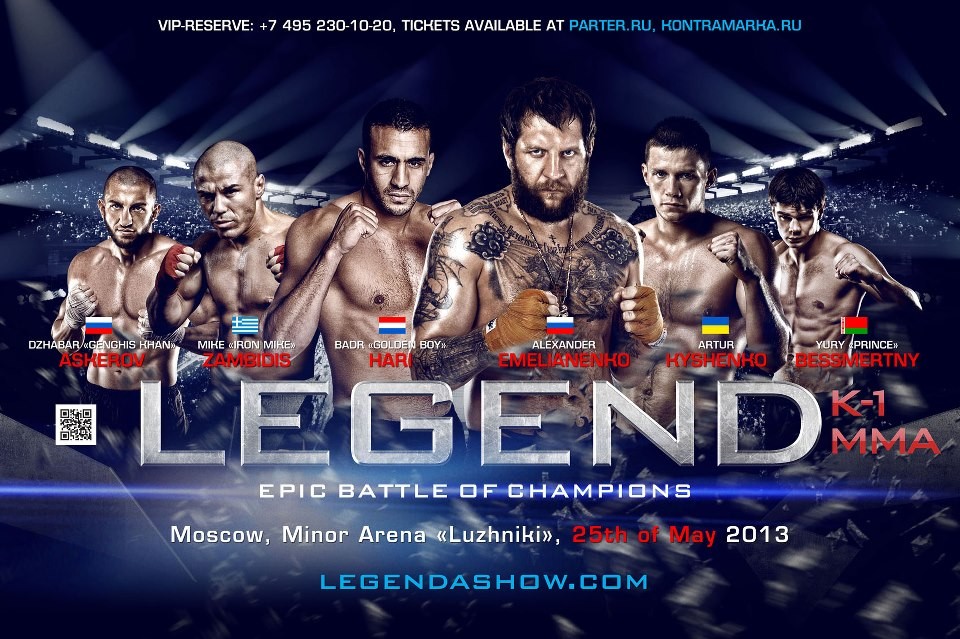 VIP-RESERVE: +7 495 230-10-20, TICKETS AVAILABLE AT PARTER.RU, KONTRAMARKA.RU
DZHABAR «GENGHIS KHAN»
ASKEROV
MIKE «IRON MIKE»
ZAMBIDIS
BADR «GOLDEN BOY»
HARI
ALEXANDER
EMELIANENKO
ARTUR
KYSHENKO
YURY «PRINCE»
BESSMERTNY
LEGEND
K-1
MMA
EPIC BATTLE OF CHAMPIONS
Moscow, Minor Arena «Luzhniki», 25th of May 2013
LEGENDASHOW.COM